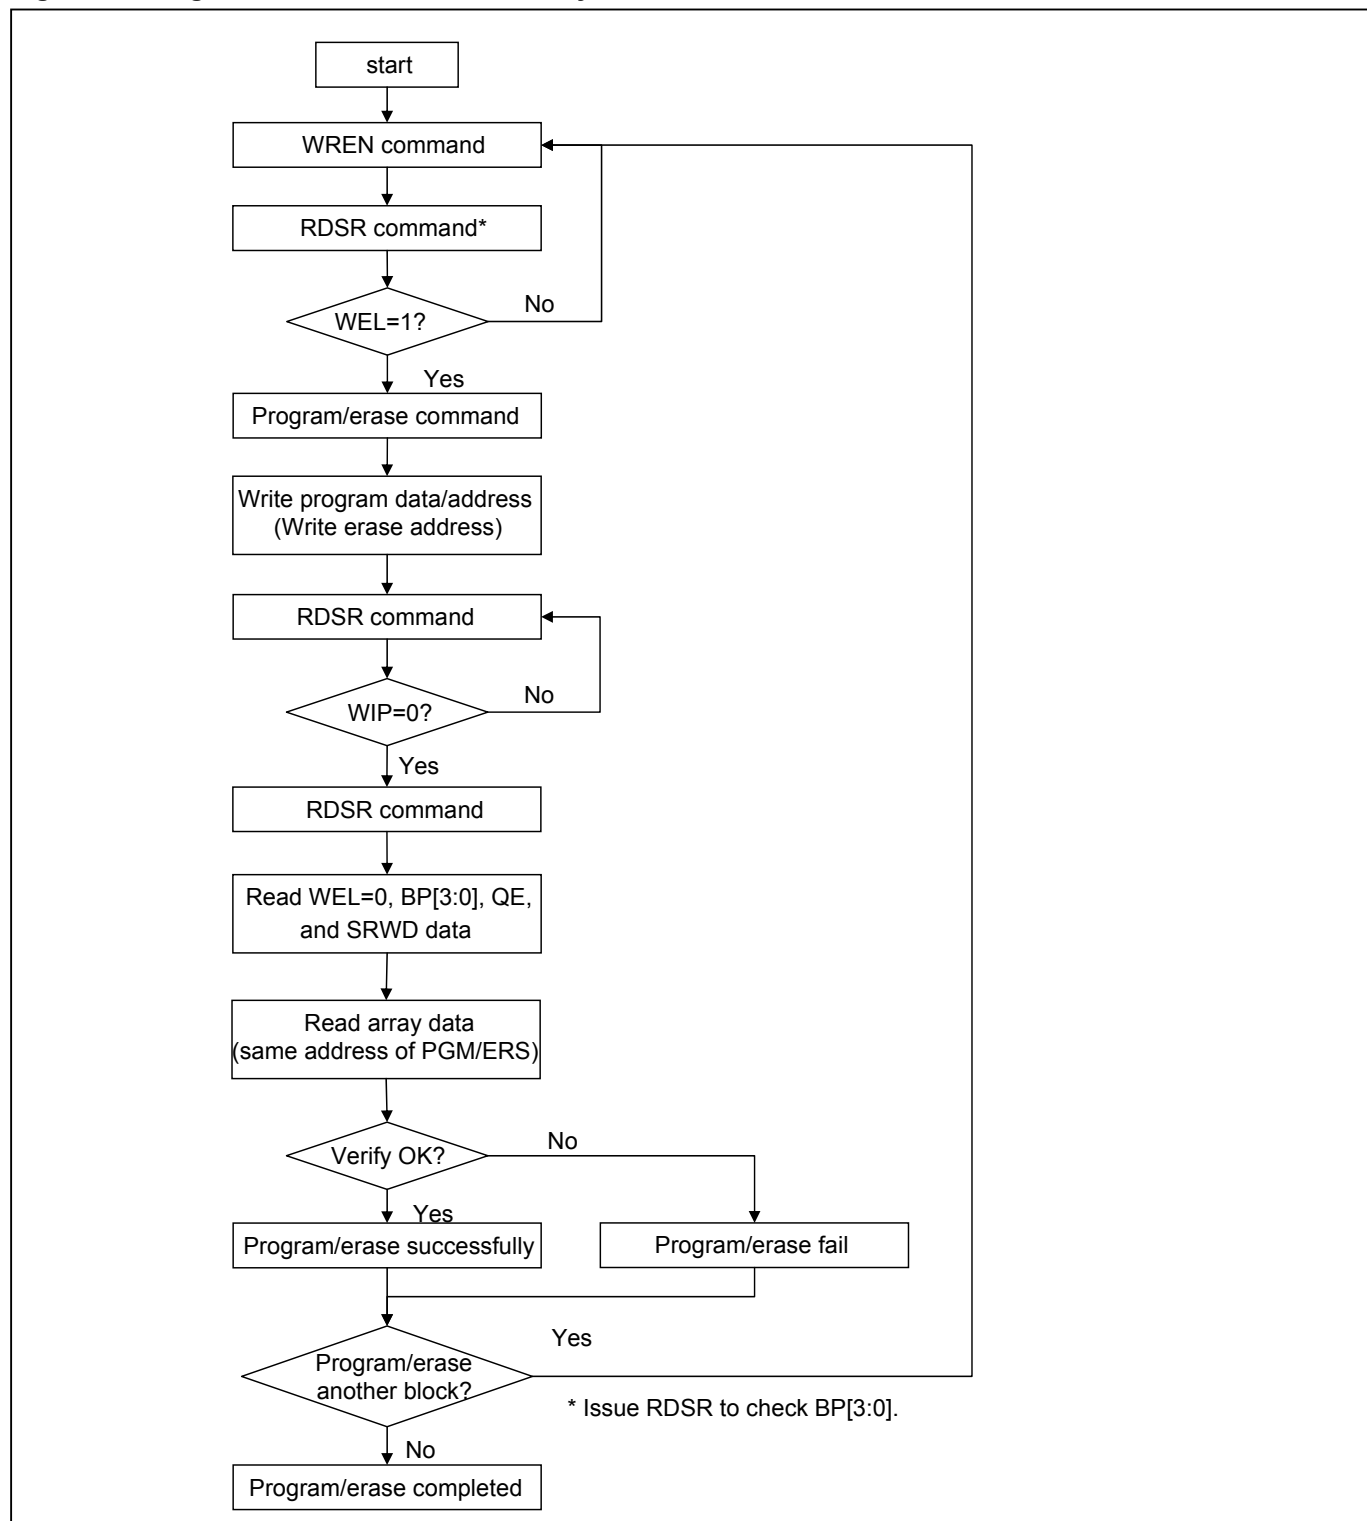 start
WREN command
RDSR command*
No
WEL=1?
Yes
Program/erase command
Write program data/address
(Write erase address)
RDSR command
No
WIP=0?
Yes
RDSR command
Read WEL=0, BP[3:0], QE,
and SRWD data
Read array data
(same address of PGM/ERS)
No
Verify OK?
Yes
Program/erase successfully
Program/erase fail
Yes
Program/erase
another block?
* Issue RDSR to check BP[3:0].
No
Program/erase completed